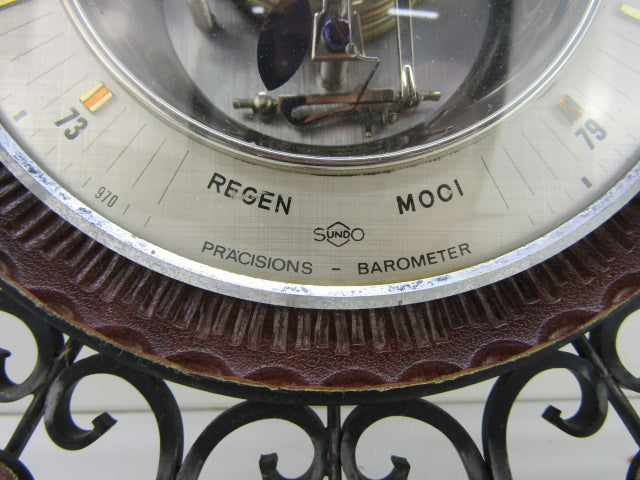 73
79
970
REGEN MOCI
SUNDO
PRÄCISIONS - BAROMETER